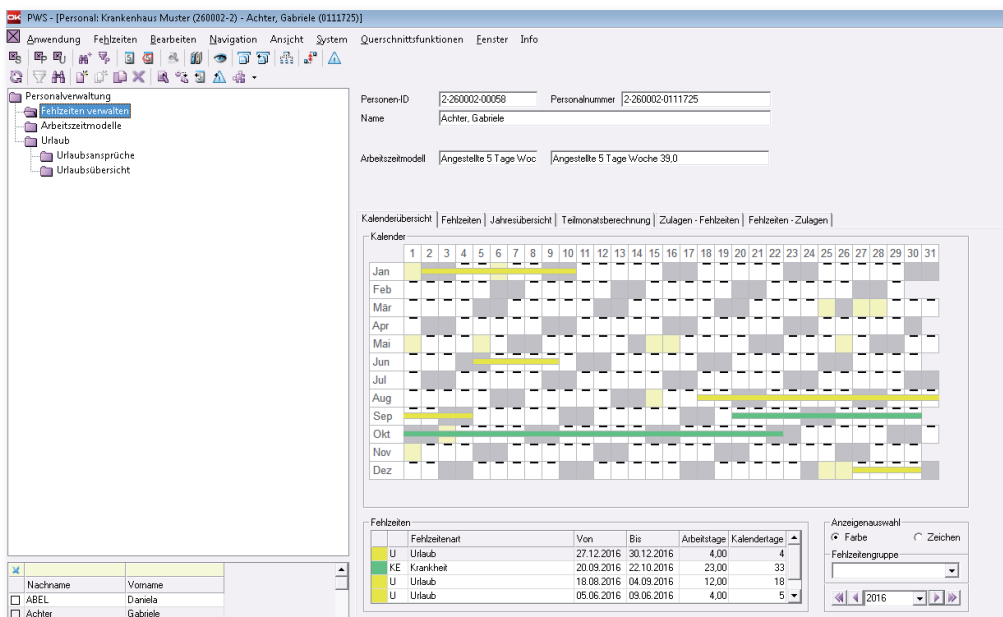 PWS - [Personal: Krankenhaus Muster (260002-2) - Achter, Gabriele (0111725)]
Anwendung Fehlzeiten Bearbeiten Navigation Ansicht System Querschnittsfunktionen Fenster Info
Personalverwaltung
Fehlzeiten verwalten
Arbeitszeitmodelle
Urlaub
Urlaubsansprüche
Urlaubsübersicht
Personen-ID 2-260002-00058 Personalnummer 2-260002-0111725
Name Achter, Gabriele
Arbeitszeitmodell Angestellte 5 Tage Woc Angestellte 5 Tage Woche 39,0
Kalenderübersicht Fehlzeiten Jahresübersicht Teilmonatsberechnung Zulagen - Fehlzeiten Fehlzeiten - Zulagen
Kalender
1 2 3 4 5 6 7 8 9 10 11 12 13 14 15 16 17 18 19 20 21 22 23 24 25 26 27 28 29 30 31
Jan
Feb
Mär
Apr
Mai
Jun
Jul
Aug
Sep
Okt
Nov
Dez
Fehlzeiten
Fehlzeitenart Von Bis Arbeitstage Kalendertage
U Urlaub 27.12.2016 30.12.2016 4,00 4
KE Krankheit 20.09.2016 22.10.2016 23,00 33
U Urlaub 18.08.2016 04.09.2016 12,00 18
U Urlaub 05.06.2016 09.06.2016 4,00 5
Anzeigenauswahl
Farbe Zeichen
Fehlzeitengruppe
2016
Nachname Vorname
ABEL Daniela
Achter Gabriele